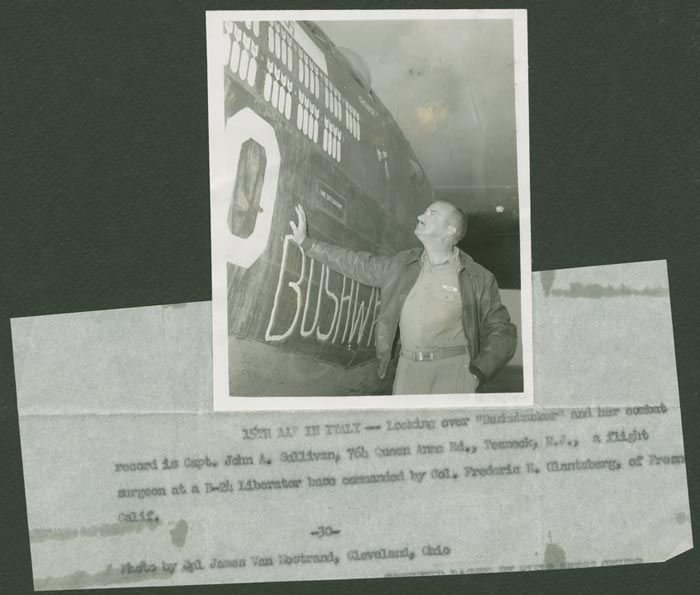 O
BUSHWH
15TH AAF IN ITALY -- Looking over "Bushwhacker" and her combat
record is Capt. John A. Sullivan, 764 Queen Anne Rd., Teaneck, N.J., a flight
surgeon at a B-24 Liberator base commanded by Col. Frederic E. Glantzberg, of Fresn
Calif.
-30-
Photo by Cpl James Van Nostrand, Cleveland, Ohio